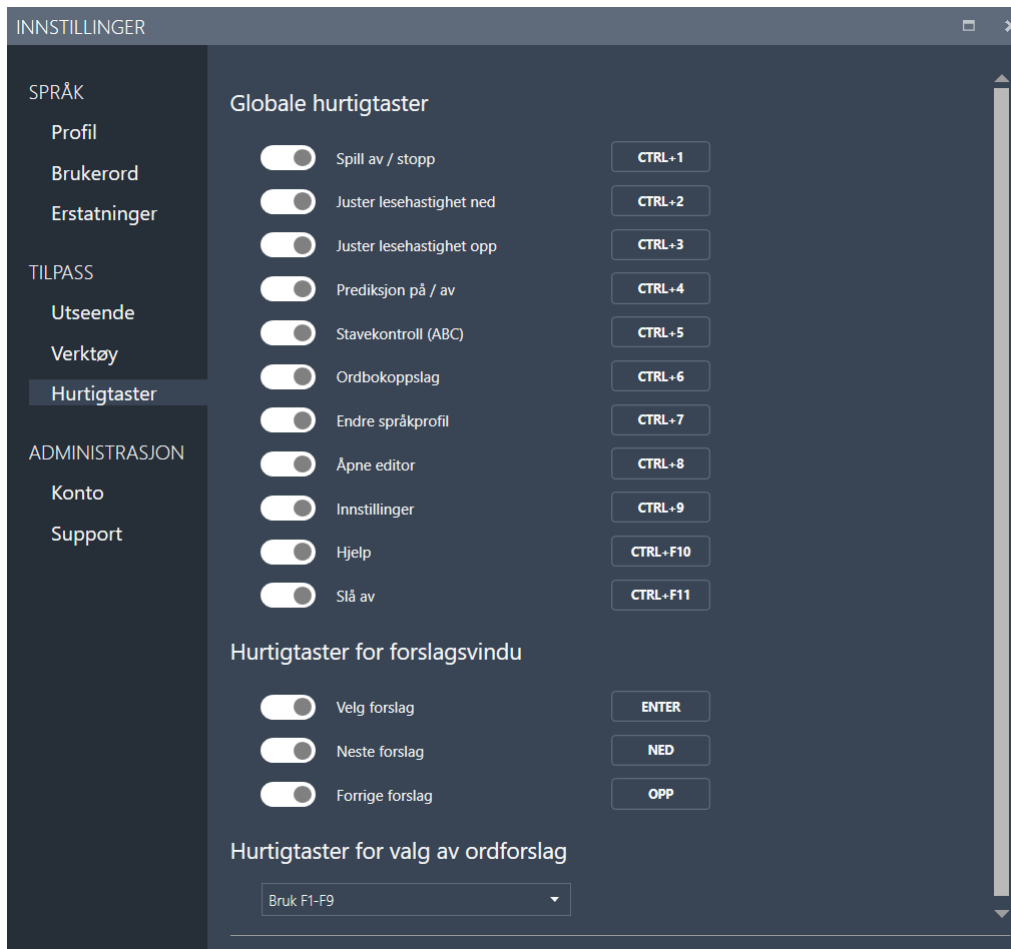 INNSTILLINGER
SPRÅK
Profil
Brukerord
Erstatninger
TILPASS
Utseende
Verktøy
Hurtigtaster
ADMINISTRASJON
Konto
Support
Globale hurtigtaster
Spill av / stopp CTRL+1
Juster lesehastighet ned CTRL+2
Juster lesehastighet opp CTRL+3
Prediksjon på / av CTRL+4
Stavekontroll (ABC) CTRL+5
Ordbokoppslag CTRL+6
Endre språkprofil CTRL+7
Åpne editor CTRL+8
Innstillinger CTRL+9
Hjelp CTRL+F10
Slå av CTRL+F11
Hurtigtaster for forslagsvindu
Velg forslag ENTER
Neste forslag NED
Forrige forslag OPP
Hurtigtaster for valg av ordforslag
Bruk F1-F9